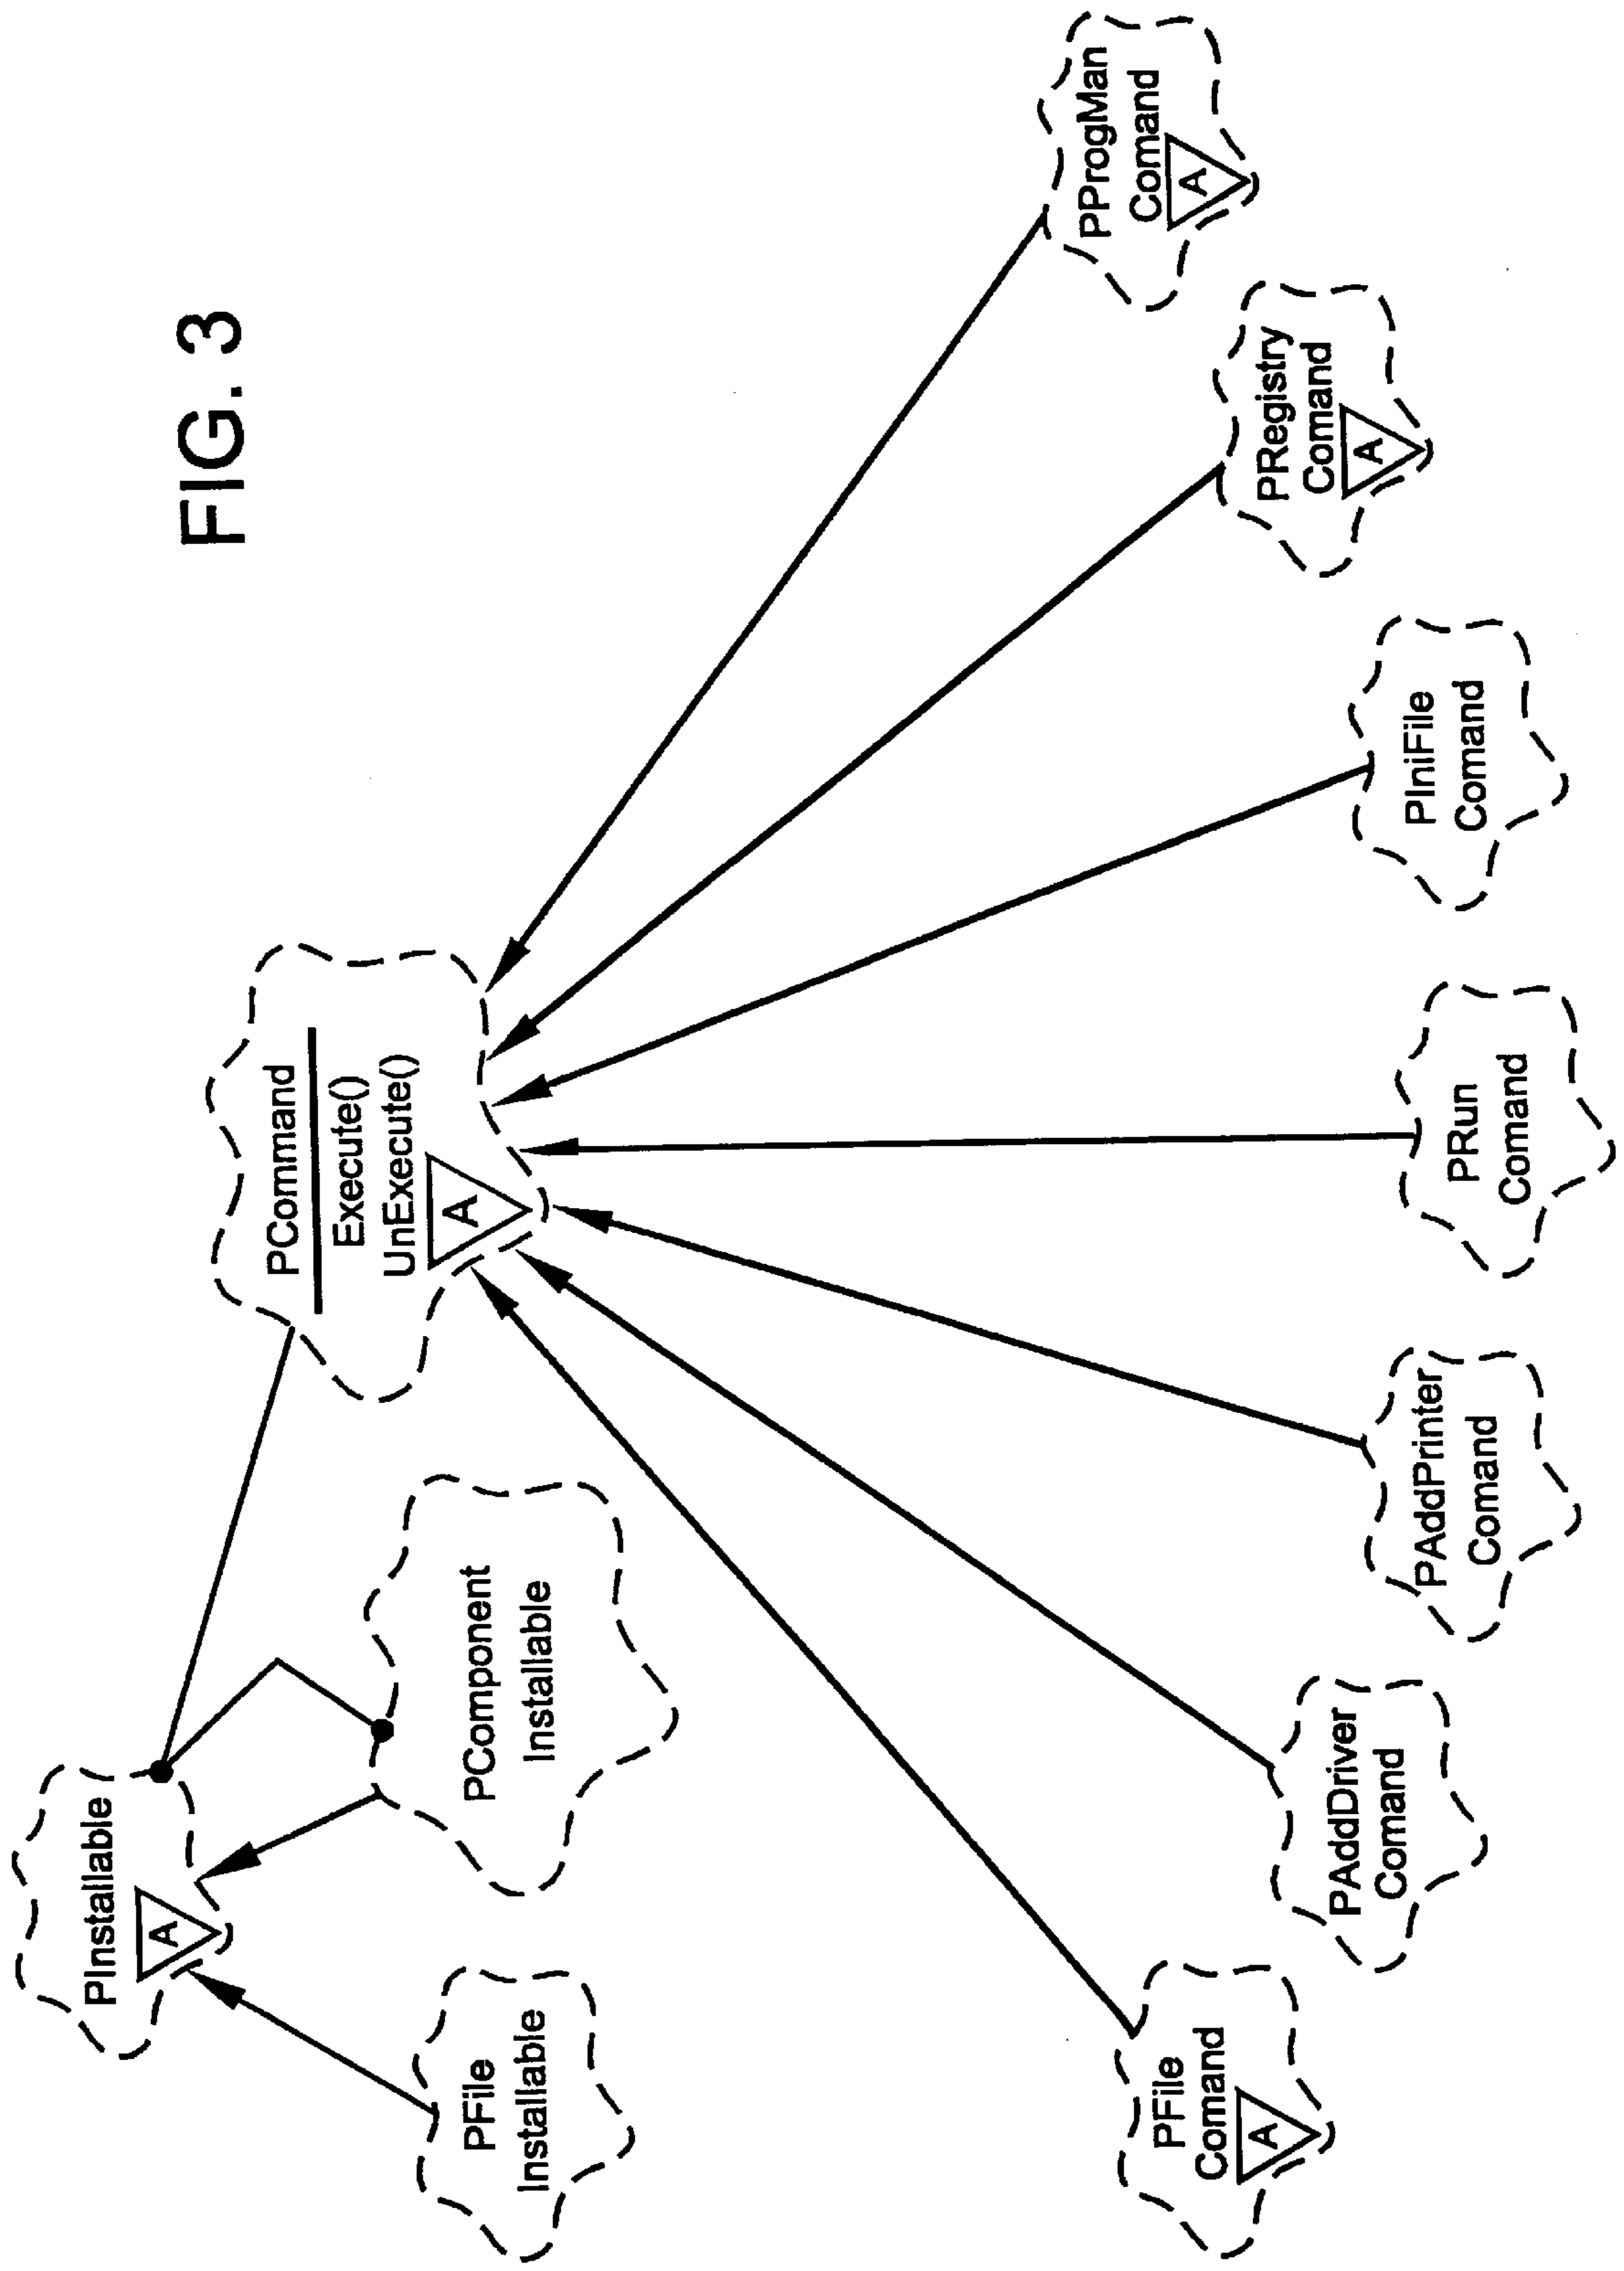 FIG. 3
PInstallable
A
PCommand
Execute()
UnExecute()
A
PFile
Installable
PComponent
Installable
PFile
Comand
A
PAddDriver
Comand
PAddPrinter
Comand
PRun
Comand
PIniFile
Comand
PRegistry
Comand
A
PProgMan
Comand
A